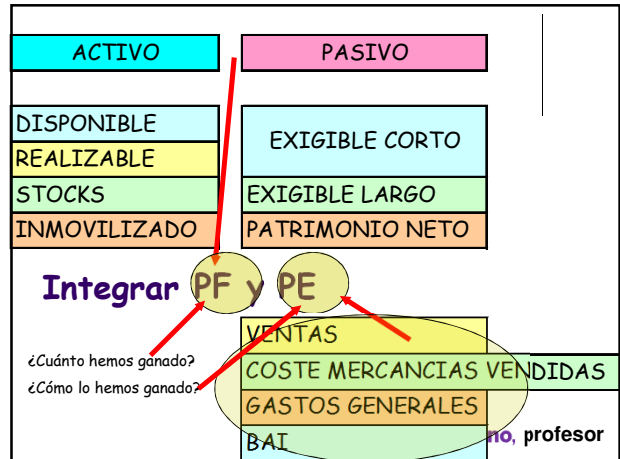 ACTIVO PASIVO
DISPONIBLE
EXIGIBLE CORTO
REALIZABLE
STOCKS EXIGIBLE LARGO
INMOVILIZADO PATRIMONIO NETO
Integrar PF y PE
VENTAS
¿Cuánto hemos ganado?
COSTE MERCANCIAS VENDIDAS
¿Cómo lo hemos ganado?
GASTOS GENERALES
no, profesor
BAI